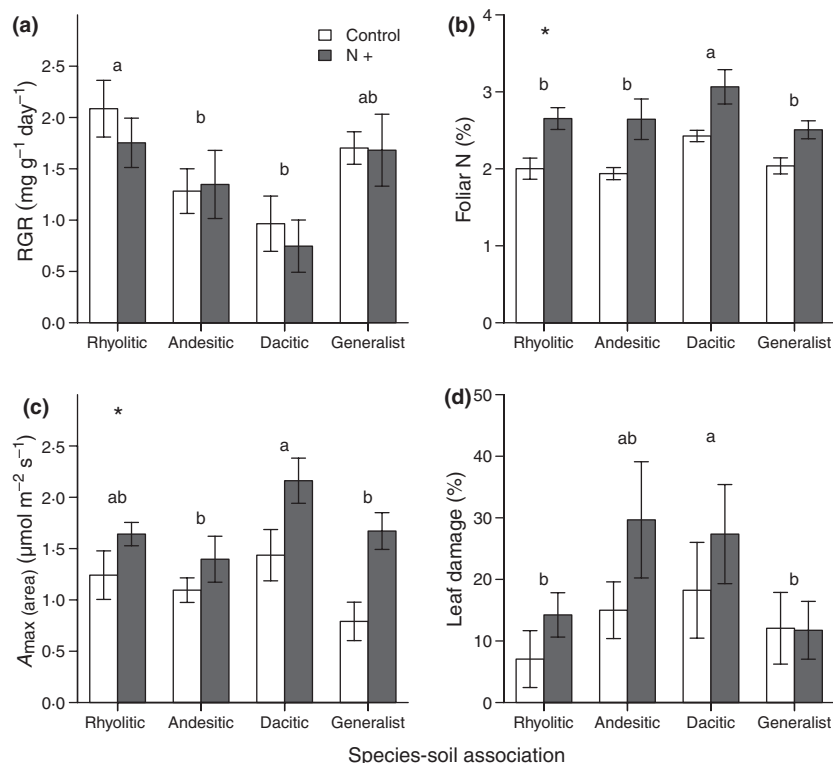 (a)
Control
N +
a
b
b
ab
RGR (mg g⁻¹ day⁻¹)
2·5
2·0
1·5
1·0
0·5
0·0
Rhyolitic Andesitic Dacitic Generalist
(b)
*
b
b
a
b
Foliar N (%)
4
3
2
1
0
Rhyolitic Andesitic Dacitic Generalist
(c)
*
ab
b
a
b
Amax (area) (µmol m⁻² s⁻¹)
2·5
2·0
1·5
1·0
0·5
0·0
Rhyolitic Andesitic Dacitic Generalist
(d)
b
ab
a
b
Leaf damage (%)
50
40
30
20
10
0
Rhyolitic Andesitic Dacitic Generalist
Species-soil association